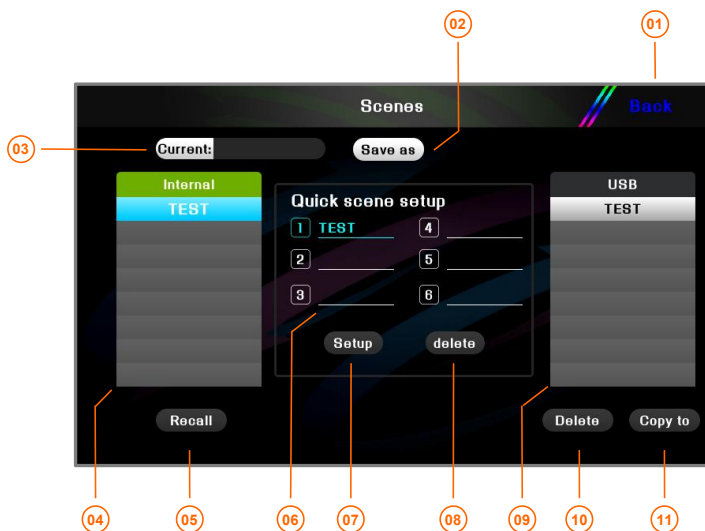 02
01
Scenes
Back
03
Current:
Save as
Internal
TEST
Quick scene setup
1 TEST
4
2
5
3
6
Setup
delete
USB
TEST
Recall
Delete
Copy to
04
05
06
07
08
09
10
11